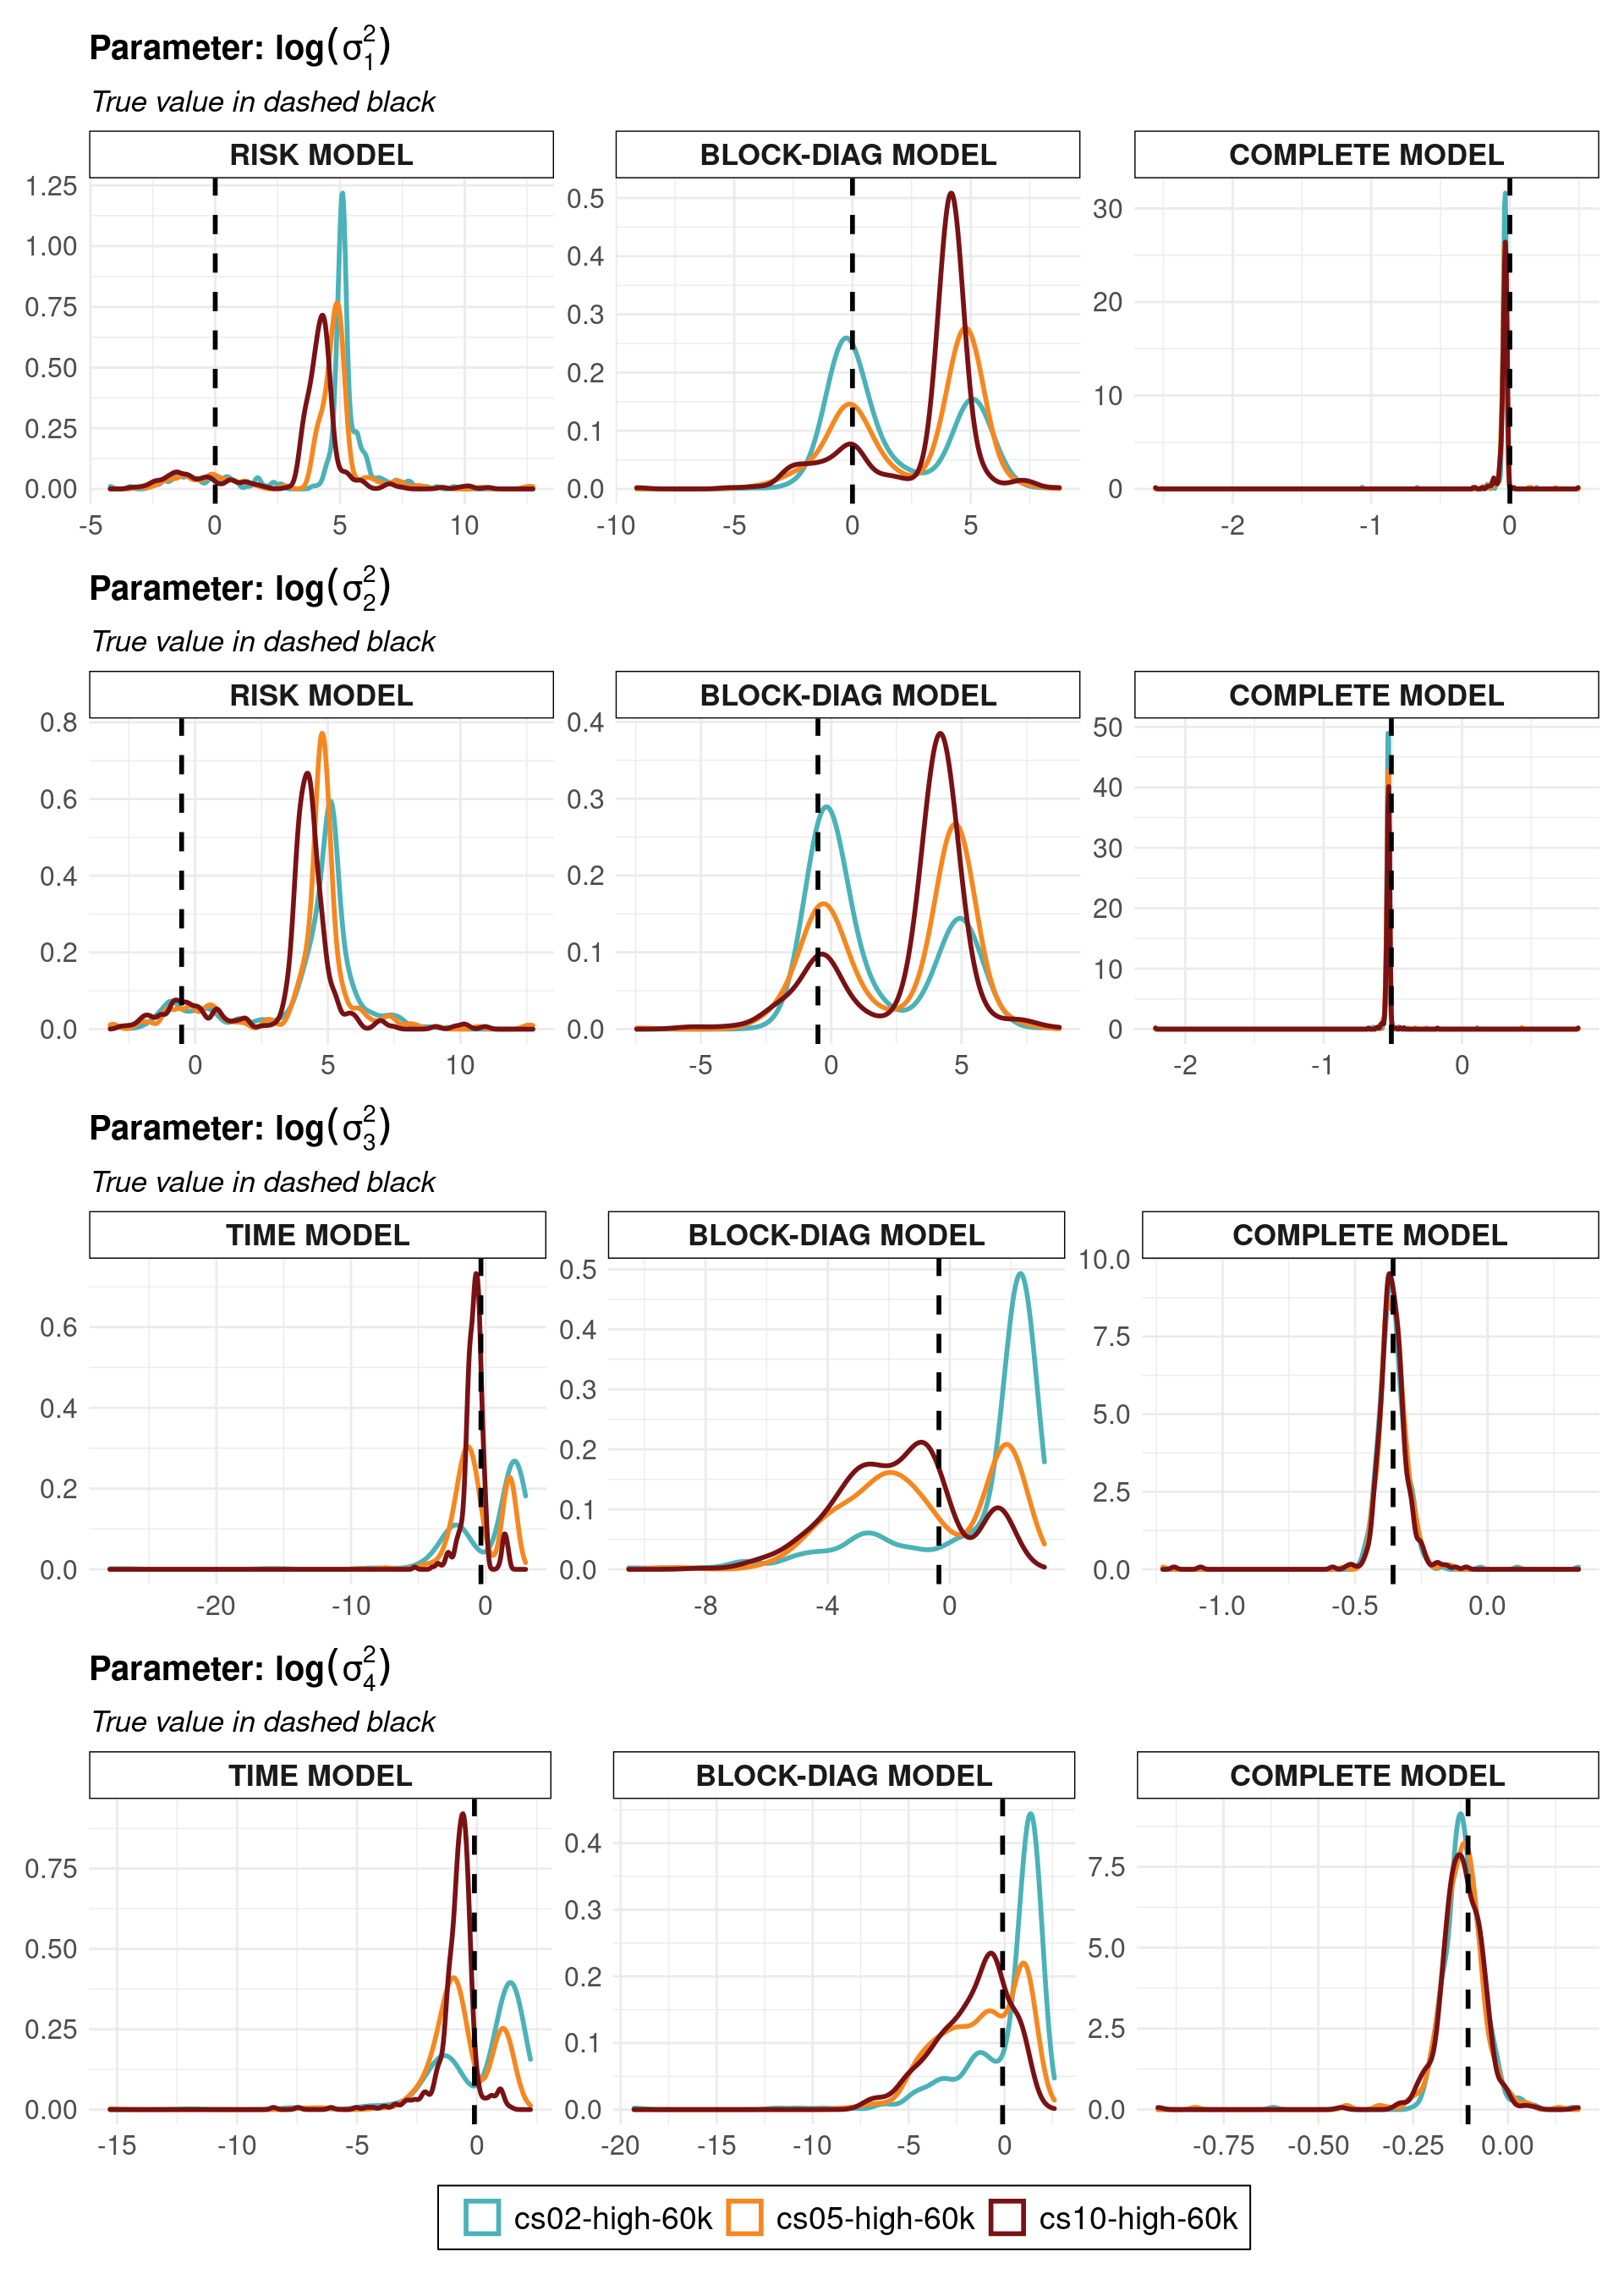 Parameter: log(σ₁²)
True value in dashed black
RISK MODEL BLOCK-DIAG MODEL COMPLETE MODEL
1.25 1.00 0.75 0.50 0.25 0.00
-5 0 5 10
0.5 0.4 0.3 0.2 0.1 0.0
-10 -5 0 5
30 20 10 0
-2 -1 0
Parameter: log(σ₂²)
True value in dashed black
RISK MODEL BLOCK-DIAG MODEL COMPLETE MODEL
0.8 0.6 0.4 0.2 0.0
0 5 10
0.4 0.3 0.2 0.1 0.0
-5 0 5
50 40 30 20 10 0
-2 -1 0
Parameter: log(σ₃²)
True value in dashed black
TIME MODEL BLOCK-DIAG MODEL COMPLETE MODEL
0.6 0.4 0.2 0.0
-20 -10 0
0.5 0.4 0.3 0.2 0.1 0.0
-8 -4 0
10.0 7.5 5.0 2.5 0.0
-1.0 -0.5 0.0
Parameter: log(σ₄²)
True value in dashed black
TIME MODEL BLOCK-DIAG MODEL COMPLETE MODEL
0.75 0.50 0.25 0.00
-15 -10 -5 0
0.4 0.3 0.2 0.1 0.0
-20 -15 -10 -5 0
7.5 5.0 2.5 0.0
-0.75 -0.50 -0.25 0.00
cs02-high-60k cs05-high-60k cs10-high-60k